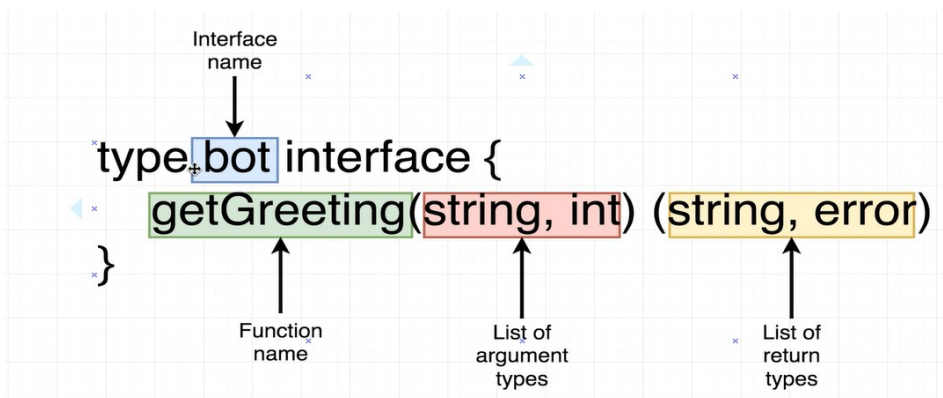 Interface
name
type bot interface {
getGreeting(string, int) (string, error)
}
Function
name
List of
argument
types
List of
return
types